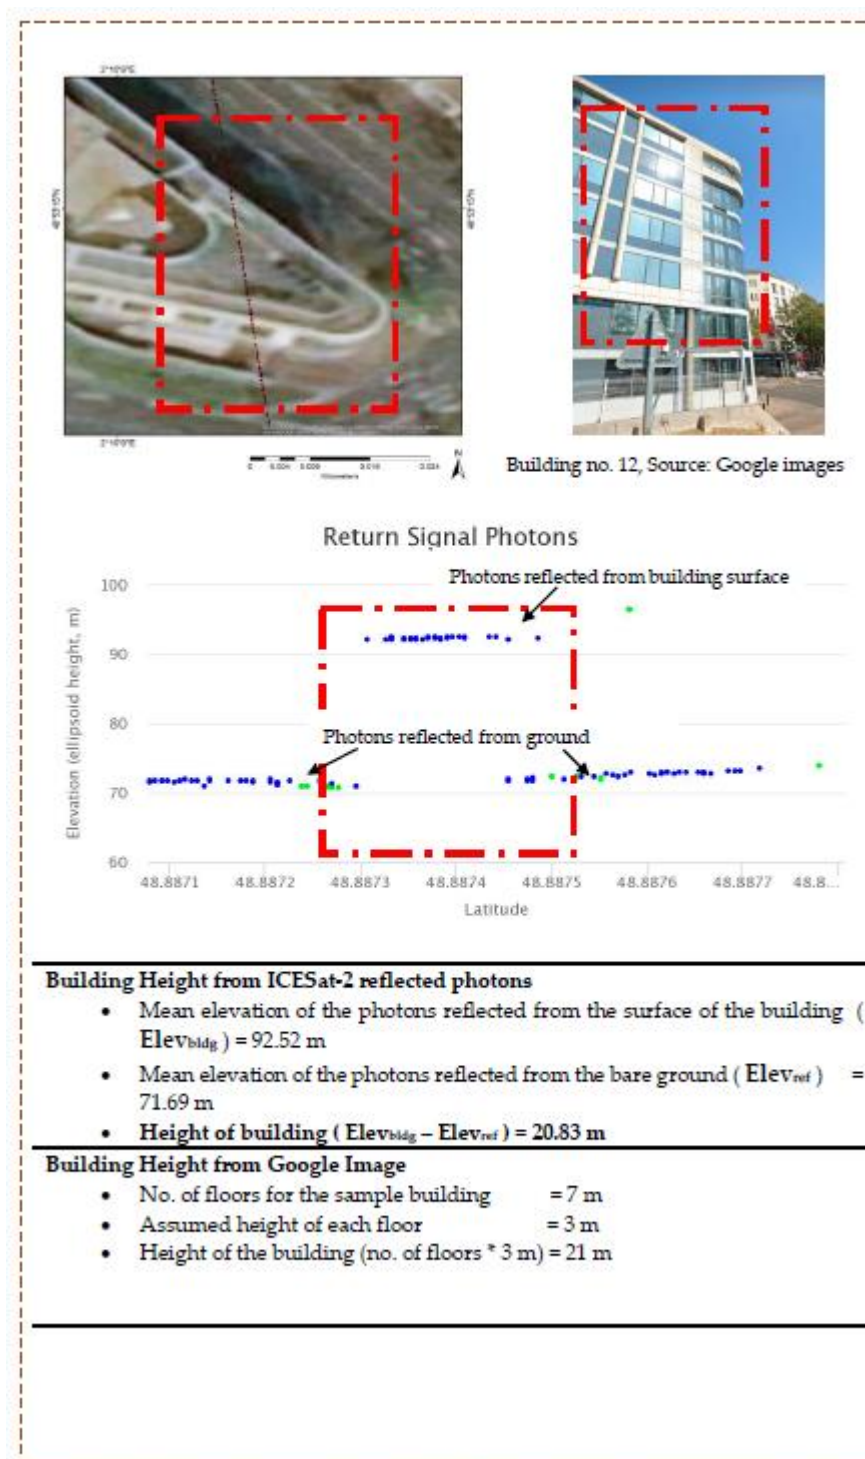 Building no. 12, Source: Google images
Return Signal Photons
Photons reflected from building surface
Photons reflected from ground
Elevation (ellipsoid height, m)
100
90
80
70
60
48.8871 48.8872 48.8873 48.8874 48.8875 48.8876 48.8877 48.8...
Latitude
Building Height from ICESat-2 reflected photons
• Mean elevation of the photons reflected from the surface of the building (
Elevbldg ) = 92.52 m
• Mean elevation of the photons reflected from the bare ground ( Elevref ) =
71.69 m
• Height of building ( Elevbldg – Elevref ) = 20.83 m
Building Height from Google Image
• No. of floors for the sample building = 7 m
• Assumed height of each floor = 3 m
• Height of the building (no. of floors * 3 m) = 21 m